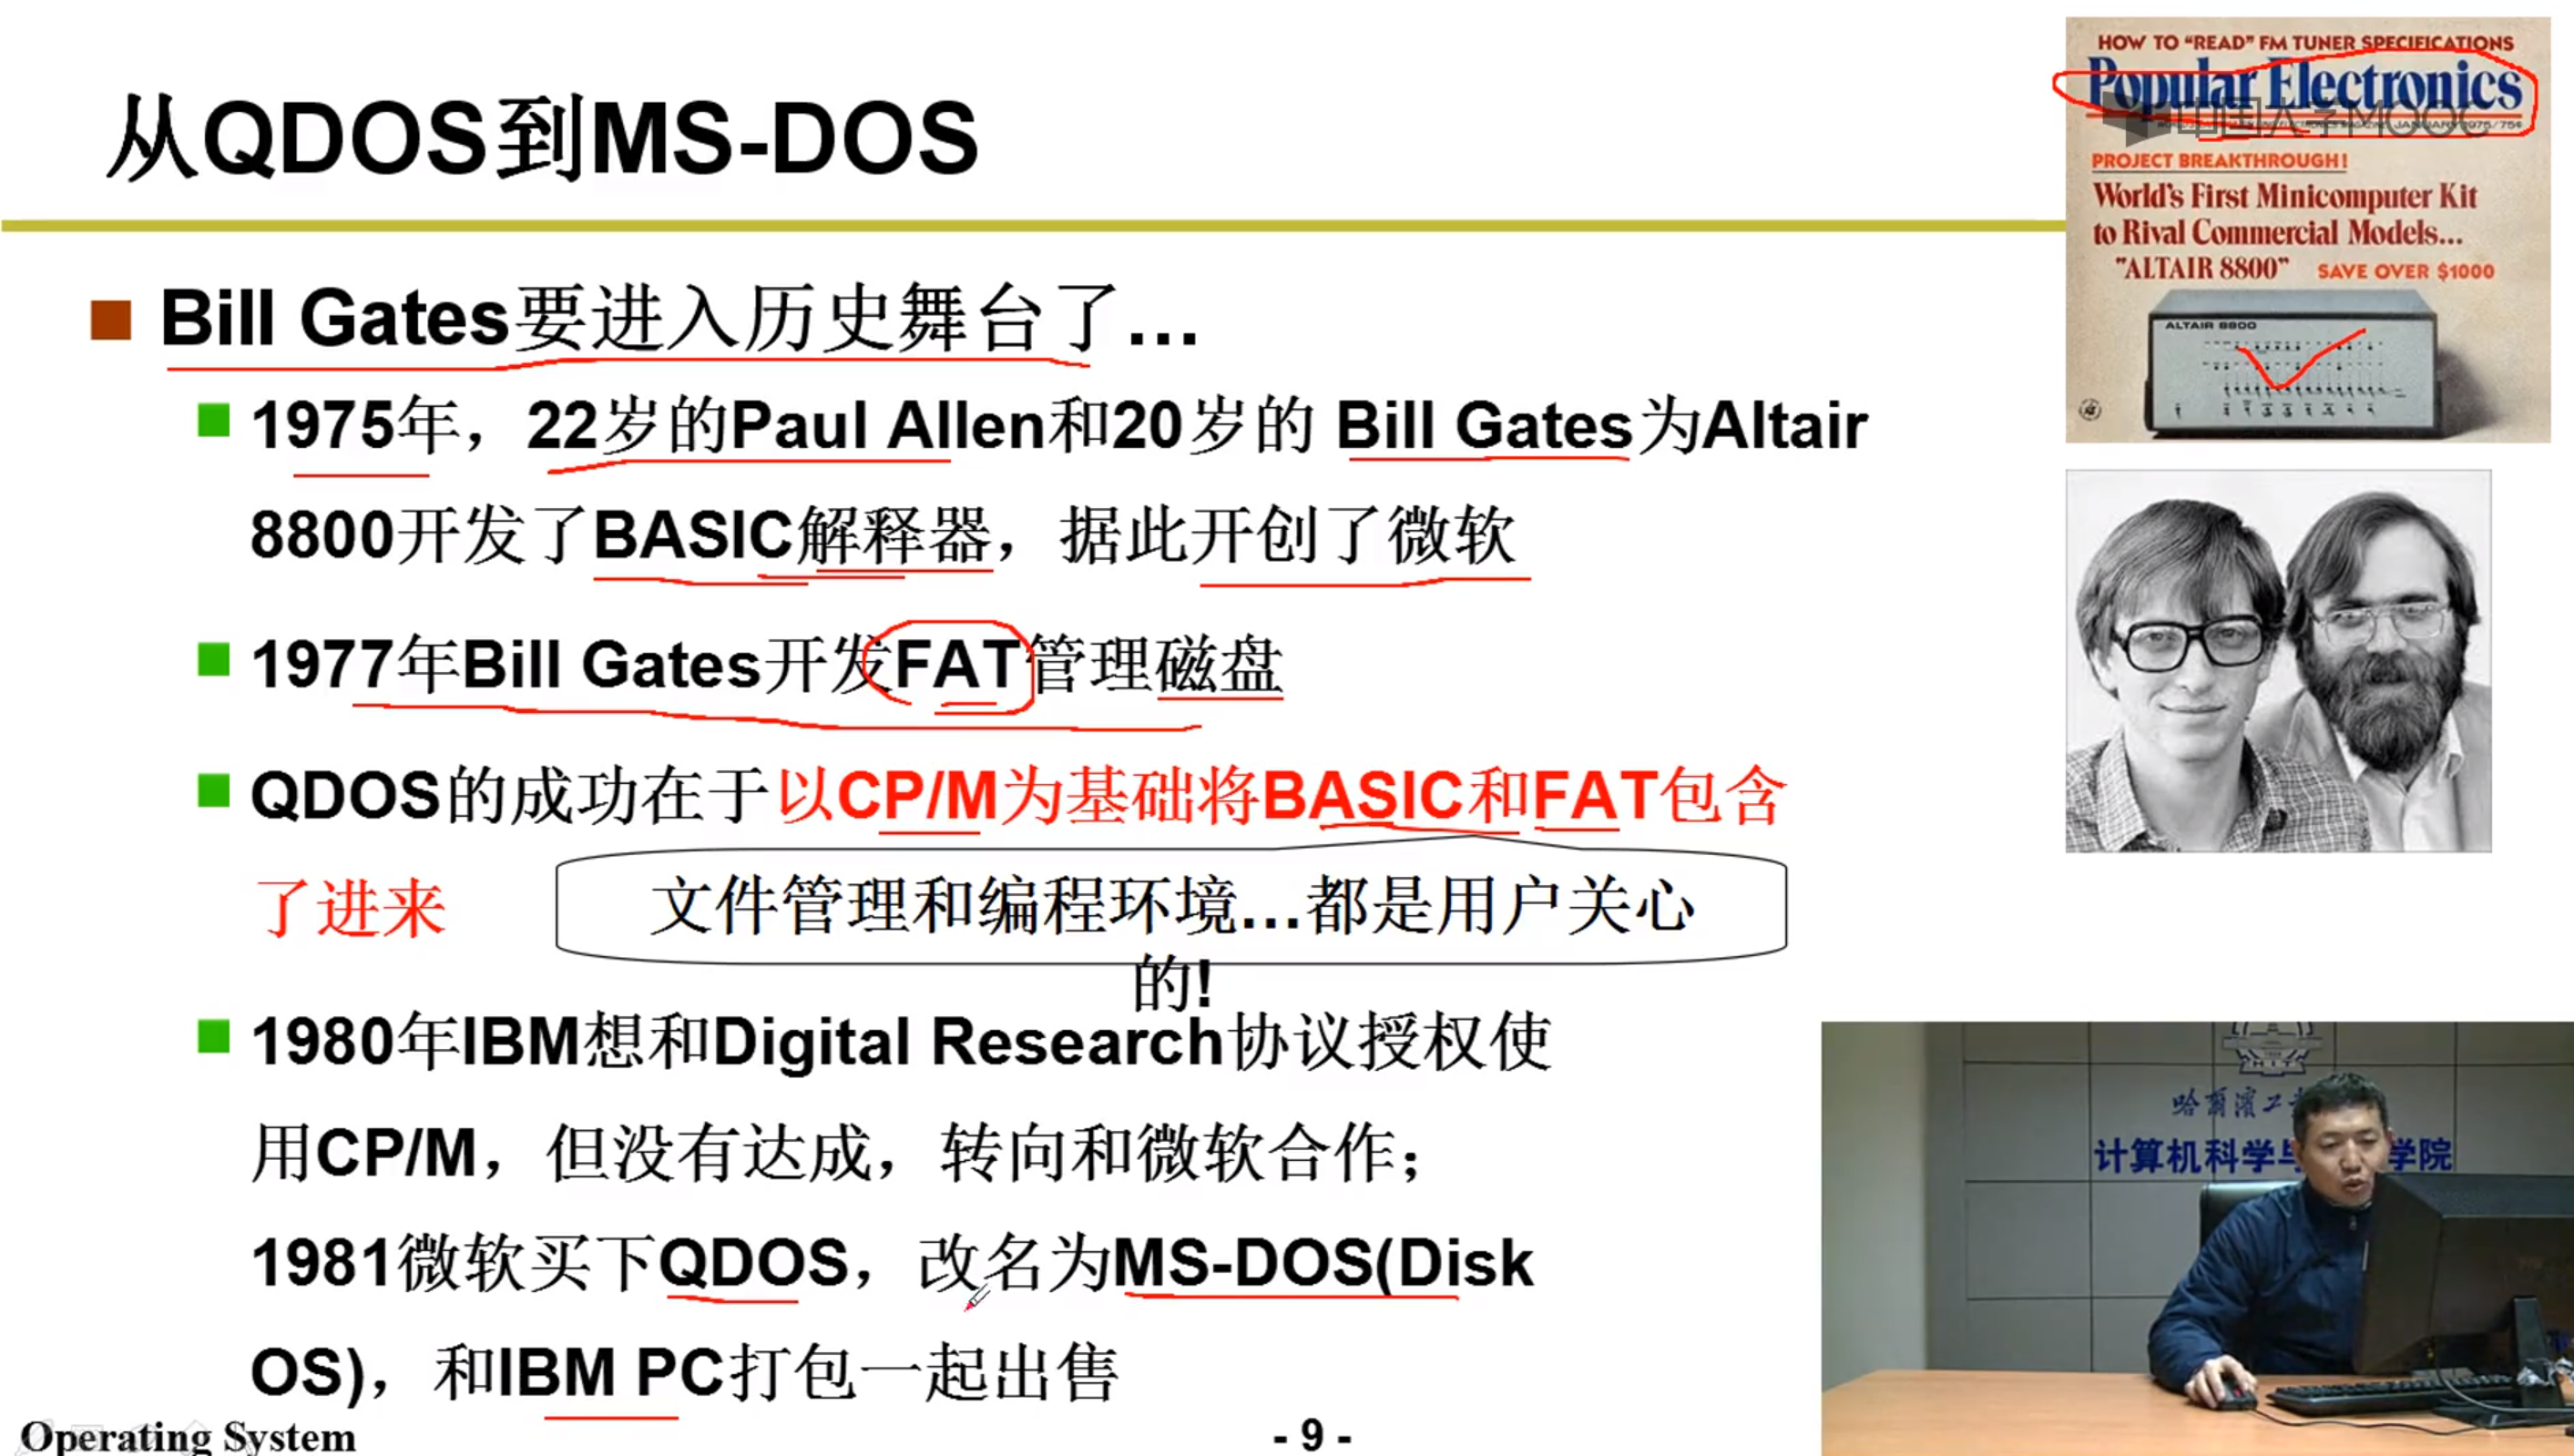 从QDOS到MS-DOS
HOW TO “READ” FM TUNER SPECIFICATIONS
Popular Electronics
中国大学MOOC
JANUARY 1975/75¢
PROJECT BREAKTHROUGH!
World's First Minicomputer Kit
to Rival Commercial Models...
"ALTAIR 8800" SAVE OVER $1000
ALTAIR 8800
Bill Gates要进入历史舞台了…
1975年，22岁的Paul Allen和20岁的 Bill Gates为Altair
8800开发了BASIC解释器，据此开创了微软
1977年Bill Gates开发FAT管理磁盘
QDOS的成功在于以CP/M为基础将BASIC和FAT包含
了进来
文件管理和编程环境…都是用户关心
的!
1980年IBM想和Digital Research协议授权使
用CP/M，但没有达成，转向和微软合作；
1981微软买下QDOS，改名为MS-DOS(Disk
OS)，和IBM PC打包一起出售
HIT
哈尔滨工
计算机科学与
学院
Operating System
- 9 -